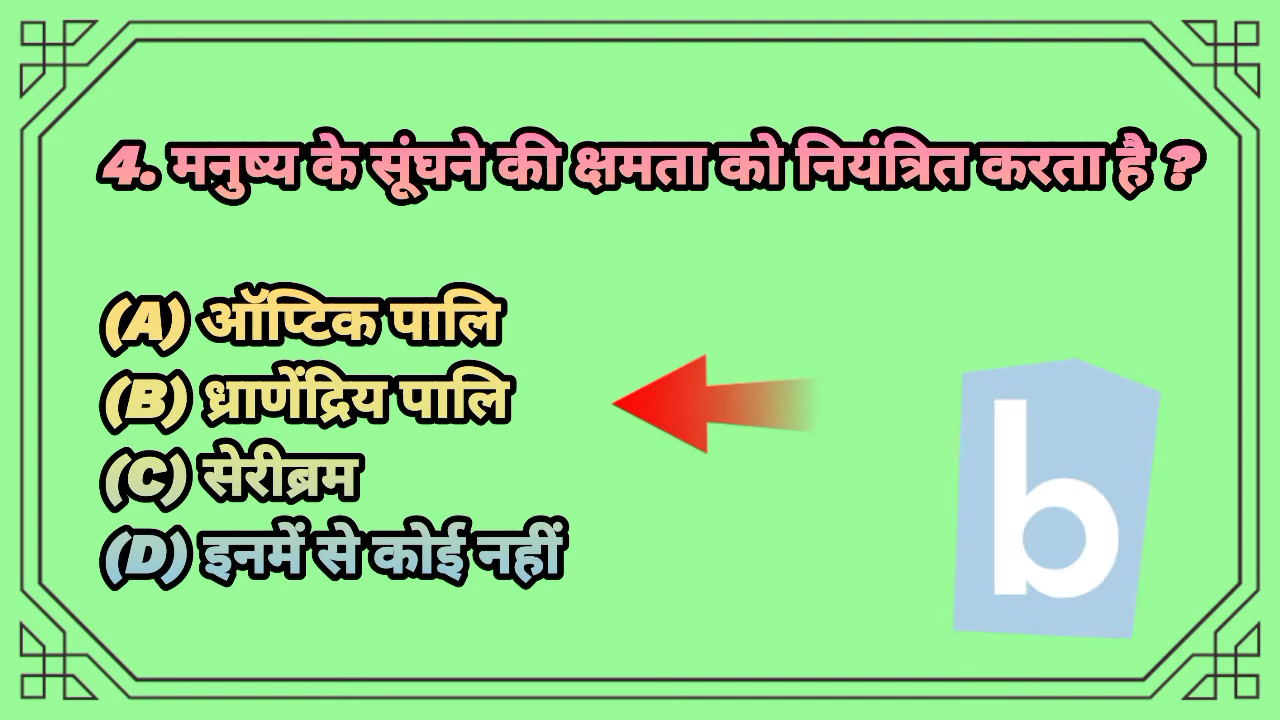 4. मनुष्य के सूंघने की क्षमता को नियंत्रित करता है ?
(A) ऑप्टिक पालि
(B) ध्राणेंद्रिय पालि
(C) सेरीब्रम
(D) इनमें से कोई नहीं
b